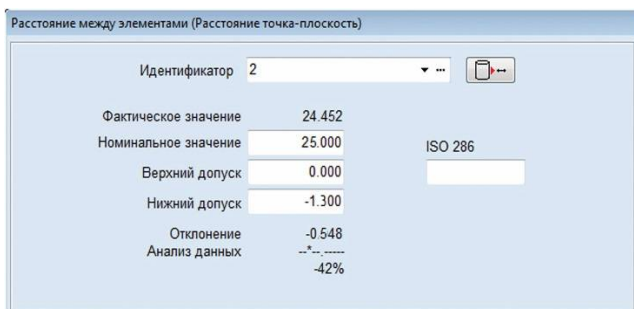 Расстояние между элементами (Расстояние точка-плоскость)
Идентификатор 2
Фактическое значение 24.452
Номинальное значение 25.000
ISO 286
Верхний допуск 0.000
Нижний допуск -1.300
Отклонение -0.548
Анализ данных --*--.-----
-42%